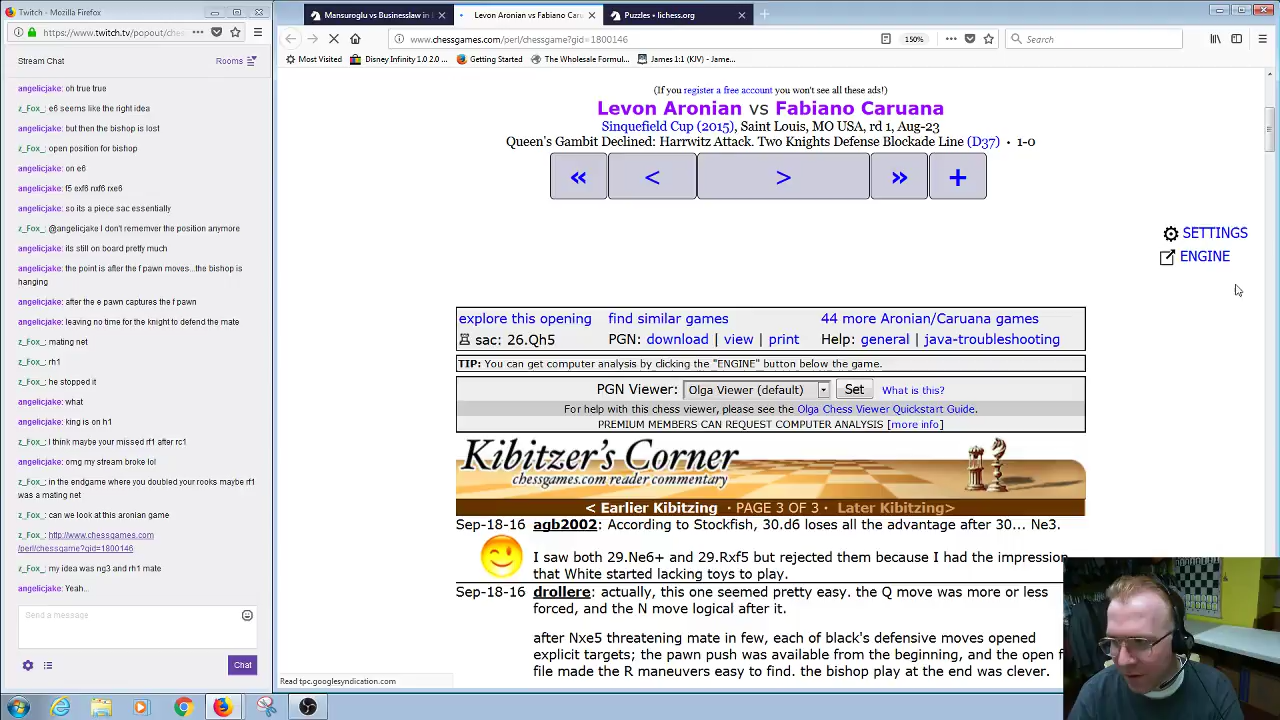 Twitch - Mozilla Firefox
https://www.twitch.tv/popout/ches
Stream Chat
Rooms
angelicjake: oh true true
z_Fox_: e6 seems like the right idea
angelicjake: but then the bishop is lost
z_Fox_: open position for bishop
angelicjake: on e6
angelicjake: f5 exf6 ruf6 rxe6
angelicjake: so its a piece sac essentially
z_Fox_: @angelicjake I don't rememver the position anymore
angelicjake: its still on board pretty much
angelicjake: the point is after the f pawn moves...the bishop is
hanging
angelicjake: after the e pawn captures the f pawn
angelicjake: leaving no time for the knight to defend the mate
z_Fox_: mating net
z_Fox_: rh1
angelicjake: he stopped it
angelicjake: what
angelicjake: king is on h1
z_Fox_: I think maybe your missed rf1 after rc1
angelicjake: omg my stream broke lol
z_Fox_: in the endgame where you doubled your rooks maybe rf1
was a mating net
z_Fox_: can we look at this aronian game
z_Fox_: http://www.chessgames.com
/perl/chessgame?gid=1800146
z_Fox_: my idea was ng3 and rh1 mate
angelicjake: Yeah...
Send a message
Chat
Mansuroglu vs Businesslaw in
Levon Aronian vs Fabiano Caru
Puzzles • lichess.org
www.chessgames.com/perl/chessgame?gid=1800146
150%
Search
Most Visited
Disney Infinity 1.0 2.0 ...
Getting Started
The Wholesale Formul...
James 1:1 (KJV) - Jame...
(If you register a free account you won't see all these ads!)
Levon Aronian vs Fabiano Caruana
Sinquefield Cup (2015), Saint Louis, MO USA, rd 1, Aug-23
Queen's Gambit Declined: Harrwitz Attack. Two Knights Defense Blockade Line (D37) • 1-0
« < > » +
SETTINGS
ENGINE
explore this opening
find similar games
44 more Aronian/Caruana games
sac: 26.Qh5
PGN: download | view | print
Help: general | java-troubleshooting
TIP: You can get computer analysis by clicking the "ENGINE" button below the game.
PGN Viewer:
Olga Viewer (default)
Set
What is this?
For help with this chess viewer, please see the Olga Chess Viewer Quickstart Guide.
PREMIUM MEMBERS CAN REQUEST COMPUTER ANALYSIS [more info]
Kibitzer's Corner
chessgames.com reader commentary
< Earlier Kibitzing · PAGE 3 OF 3 · Later Kibitzing>
Sep-18-16 agb2002: According to Stockfish, 30.d6 loses all the advantage after 30... Ne3.
I saw both 29.Ne6+ and 29.Rxf5 but rejected them because I had the impression
that White started lacking toys to play.
Sep-18-16 drollere: actually, this one seemed pretty easy. the Q move was more or less
forced, and the N move logical after it.
after Nxe5 threatening mate in few, each of black's defensive moves opened
explicit targets; the pawn push was available from the beginning, and the open f
file made the R maneuvers easy to find. the bishop play at the end was clever.
Read tpc.googlesyndication.com